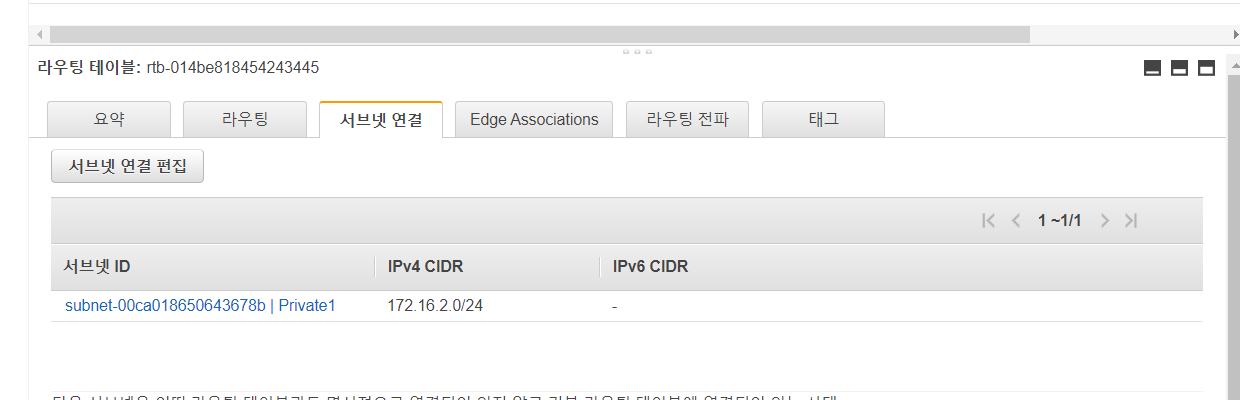 라우팅 테이블: rtb-014be818454243445
요약 라우팅 서브넷 연결 Edge Associations 라우팅 전파 태그
서브넷 연결 편집
1 ~1/1
서브넷 ID IPv4 CIDR IPv6 CIDR
subnet-00ca018650643678b | Private1 172.16.2.0/24 -